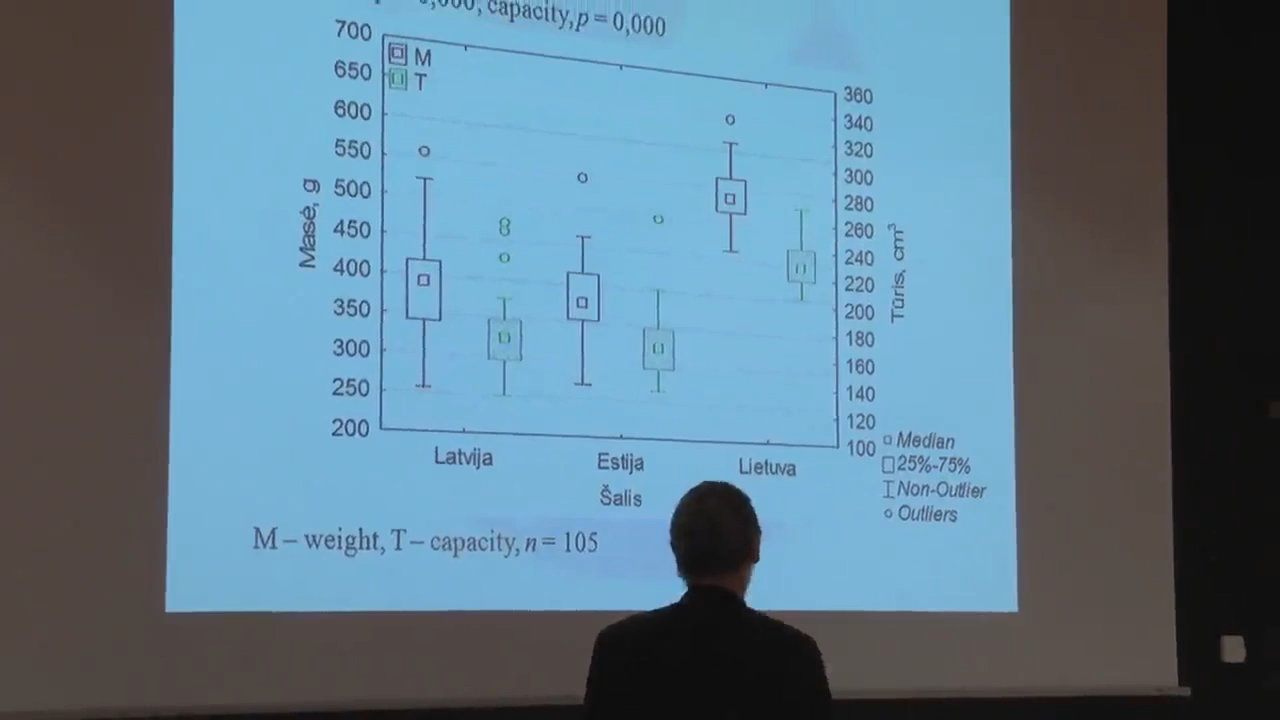 capacity, p = 0,000
M
T
700
650
600
550
500
450
400
350
300
250
200
Masė, g
360
340
320
300
280
260
240
220
200
180
160
140
120
100
Tūris, cm³
Latvija
Estija
Lietuva
Šalis
Median
25%-75%
Non-Outlier
Outliers
M – weight, T – capacity, n = 105